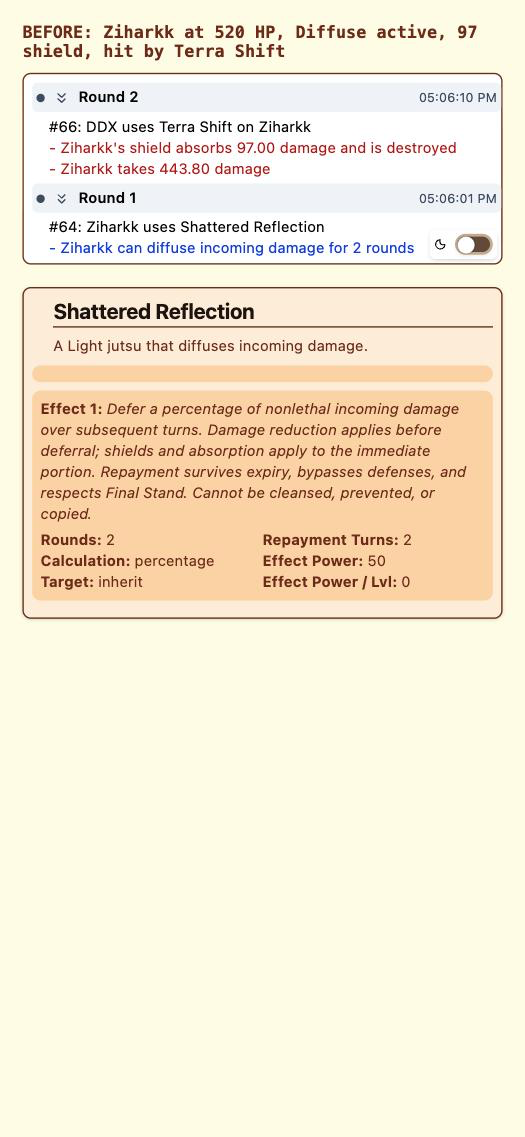 BEFORE: Ziharkk at 520 HP, Diffuse active, 97
shield, hit by Terra Shift
Round 2 05:06:10 PM
#66: DDX uses Terra Shift on Ziharkk
- Ziharkk's shield absorbs 97.00 damage and is destroyed
- Ziharkk takes 443.80 damage
Round 1 05:06:01 PM
#64: Ziharkk uses Shattered Reflection
- Ziharkk can diffuse incoming damage for 2 rounds
Shattered Reflection
A Light jutsu that diffuses incoming damage.
Effect 1: Defer a percentage of nonlethal incoming damage
over subsequent turns. Damage reduction applies before
deferral; shields and absorption apply to the immediate
portion. Repayment survives expiry, bypasses defenses, and
respects Final Stand. Cannot be cleansed, prevented, or
copied.
Rounds: 2 Repayment Turns: 2
Calculation: percentage Effect Power: 50
Target: inherit Effect Power / Lvl: 0